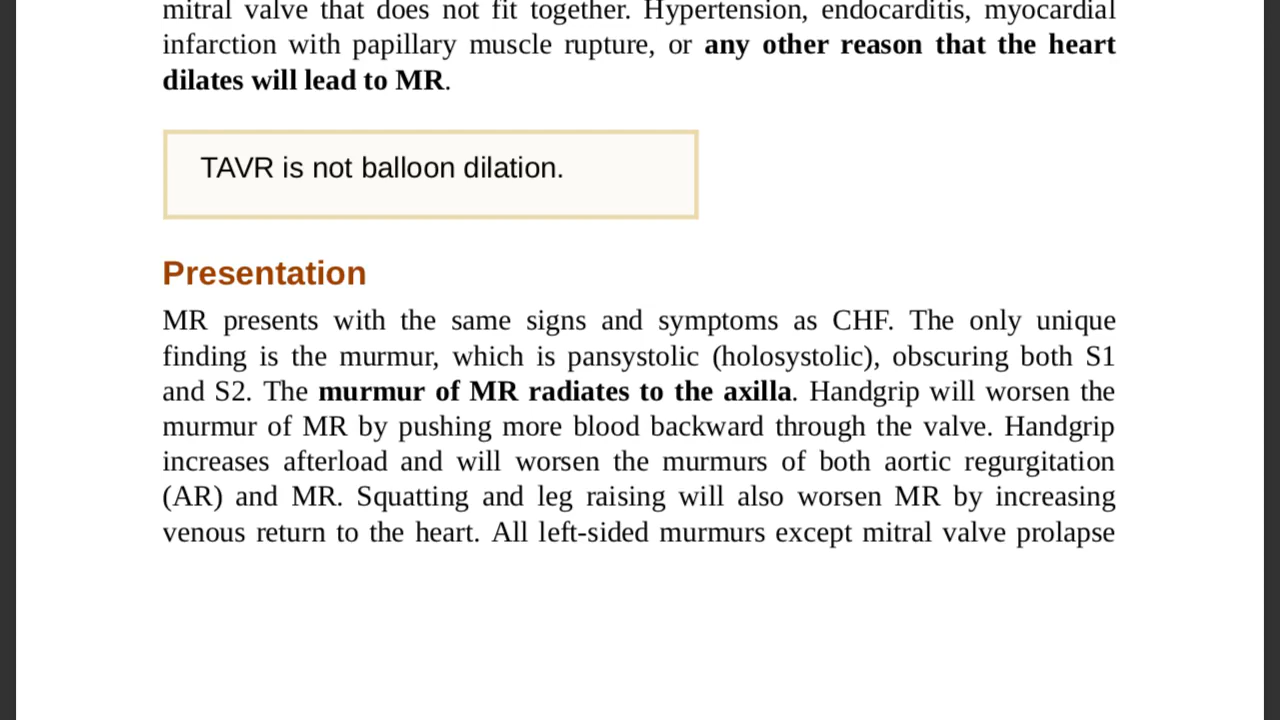 mitral valve that does not fit together. Hypertension, endocarditis, myocardial
infarction with papillary muscle rupture, or any other reason that the heart
dilates will lead to MR.
TAVR is not balloon dilation.
Presentation
MR presents with the same signs and symptoms as CHF. The only unique
finding is the murmur, which is pansystolic (holosystolic), obscuring both S1
and S2. The murmur of MR radiates to the axilla. Handgrip will worsen the
murmur of MR by pushing more blood backward through the valve. Handgrip
increases afterload and will worsen the murmurs of both aortic regurgitation
(AR) and MR. Squatting and leg raising will also worsen MR by increasing
venous return to the heart. All left-sided murmurs except mitral valve prolapse